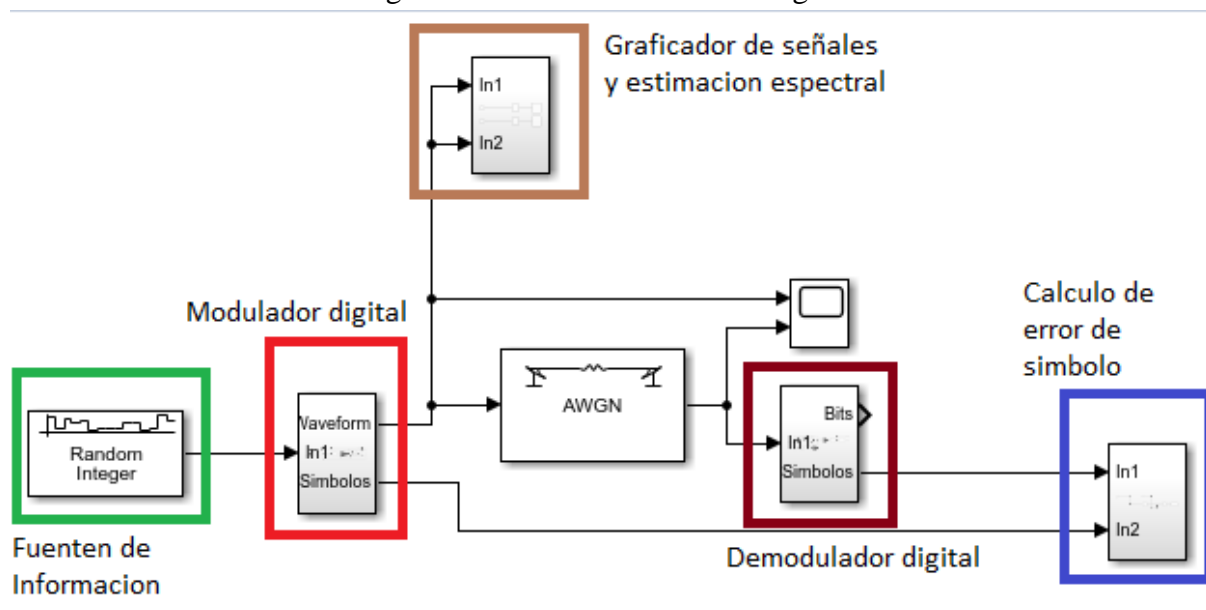 Graficador de señales
y estimacion espectral
In1
In2
Modulador digital
Calculo de
error de
simbolo
Random
Integer
Waveform
In1
Simbolos
AWGN
Bits
In1
Simbolos
In1
In2
Fuenten de
Informacion
Demodulador digital